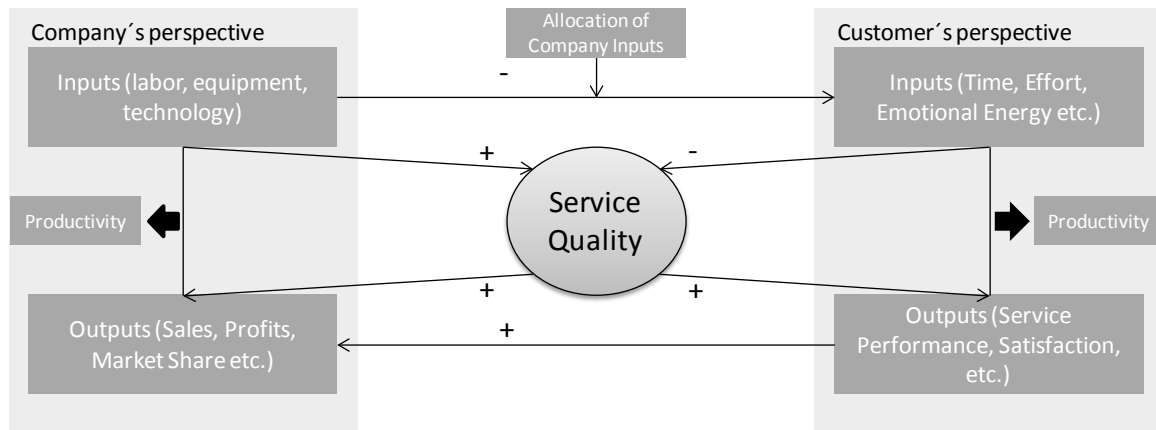 Company´s perspective
Allocation of
Company Inputs
Customer´s perspective
Inputs (labor, equipment,
technology)
-
Inputs (Time, Effort,
Emotional Energy etc.)
+
-
Service
Quality
Productivity
Productivity
+
+
Outputs (Sales, Profits,
Market Share etc.)
+
Outputs (Service
Performance, Satisfaction,
etc.)